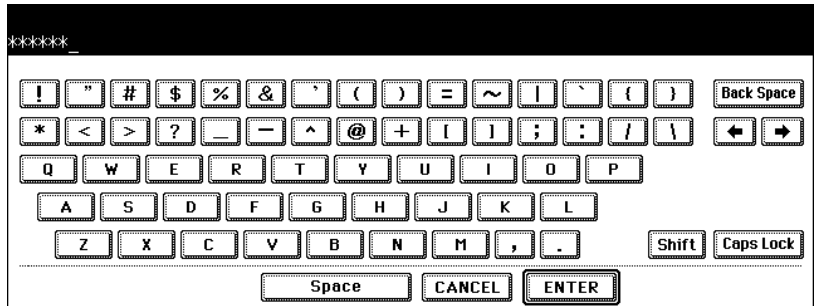 ******_
! " # $ % & ' ( ) = ~ | ` { } Back Space
* < > ? _ - ^ @ + [ ] ; : / \ ← →
Q W E R T Y U I O P
A S D F G H J K L
Z X C V B N M , . Shift Caps Lock
Space CANCEL ENTER